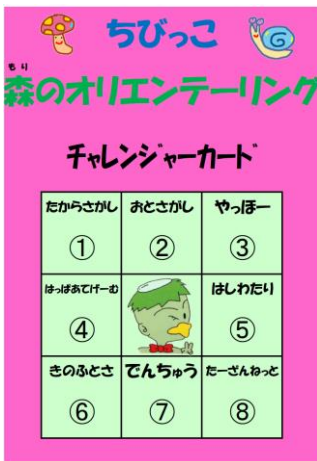 ちびっこ
もり
森のオリエンテーリング
チャレンジャーカード
たからさがし おとさがし やっほー
① ② ③
はっぱあてげーむ はしわたり
④ ⑤
きのふとさ でんちゅう たーざんねっと
⑥ ⑦ ⑧